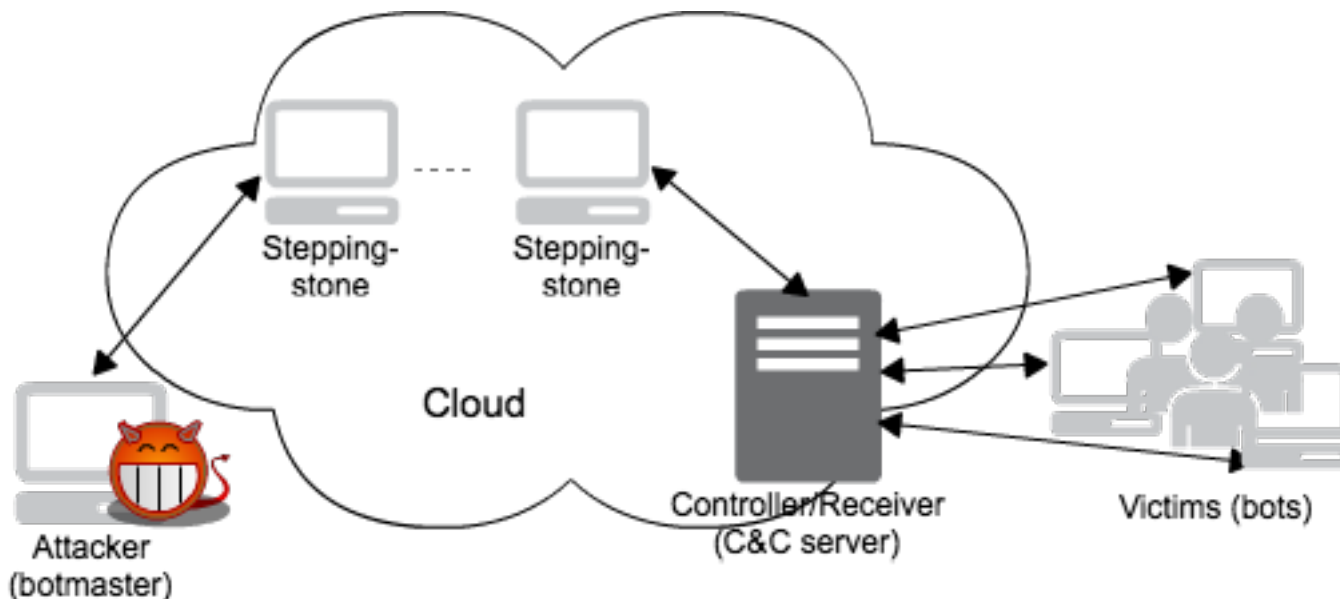 Stepping-
stone
----
Stepping-
stone
Cloud
Attacker
(botmaster)
Controller/Receiver
(C&C server)
Victims (bots)